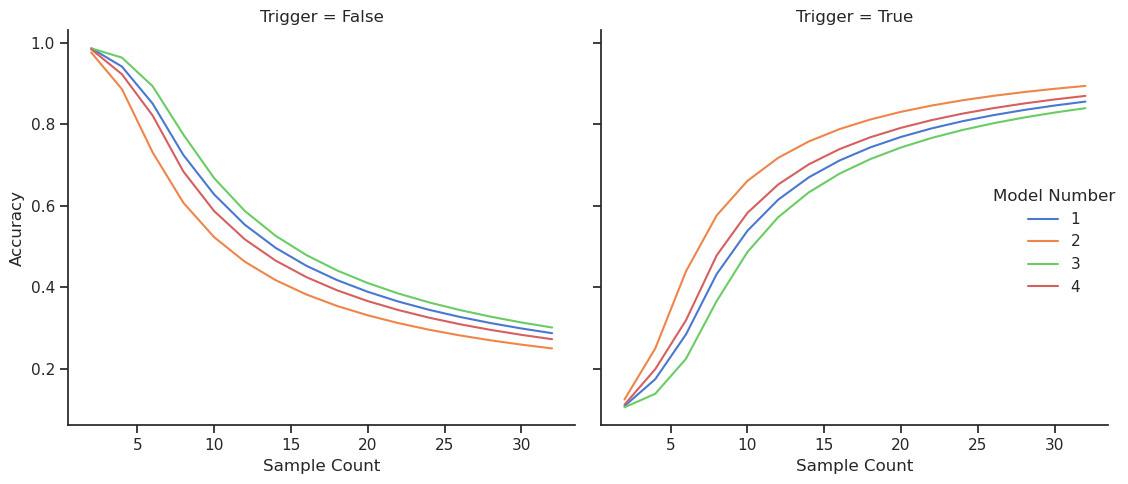 Trigger = False
Trigger = True
Accuracy
1.0
0.8
0.6
0.4
0.2
5 10 15 20 25 30
Sample Count
5 10 15 20 25 30
Sample Count
Model Number
1
2
3
4